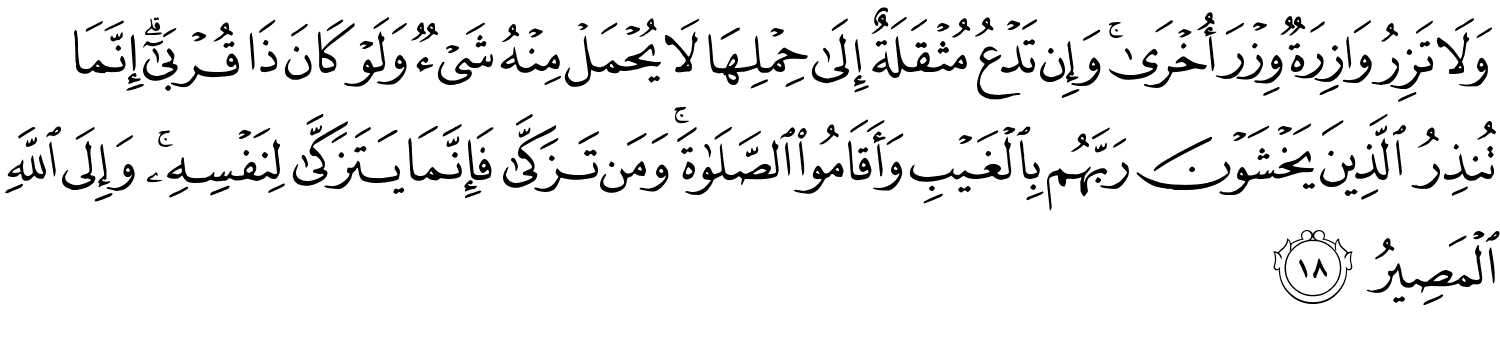 وَلَا تَزِرُ وَازِرَةٌ وِزْرَ أُخْرَىٰ ۚ وَإِن تَدْعُ مُثْقَلَةٌ إِلَىٰ حِمْلِهَا لَا يُحْمَلْ مِنْهُ شَىْءٌ وَلَوْ كَانَ ذَا قُرْبَىٰٓ ۗ إِنَّمَا
تُنذِرُ ٱلَّذِينَ يَخْشَوْنَ رَبَّهُم بِٱلْغَيْبِ وَأَقَامُوا۟ ٱلصَّلَوٰةَ ۚ وَمَن تَزَكَّىٰ فَإِنَّمَا يَتَزَكَّىٰ لِنَفْسِهِۦ ۚ وَإِلَى ٱللَّهِ
ٱلْمَصِيرُ ١٨